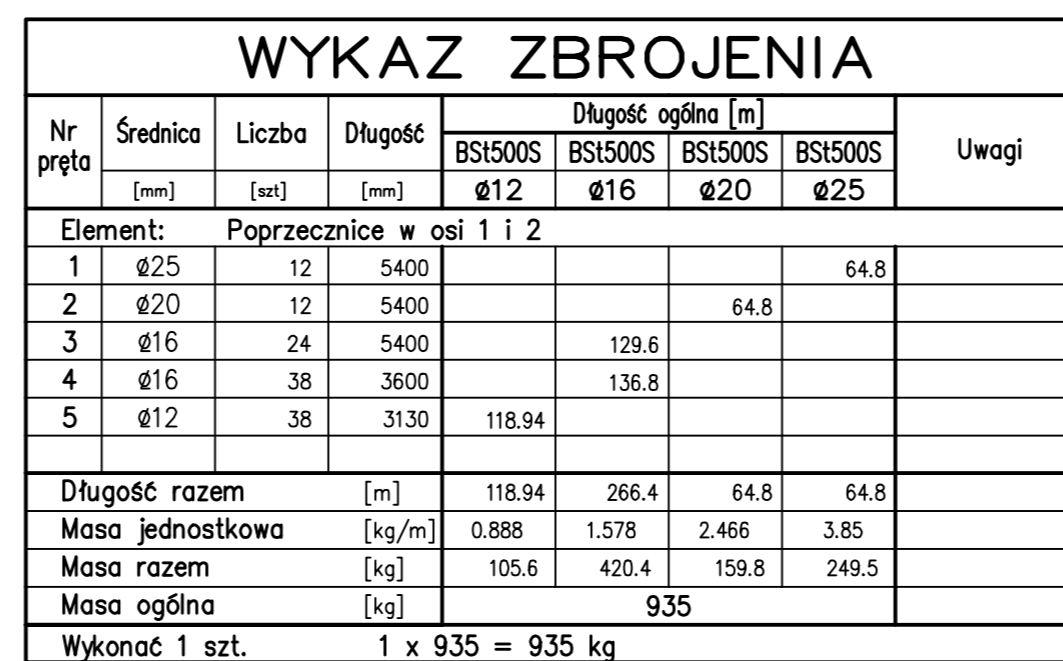 WYKAZ ZBROJENIA
Nr pręta Średnica Liczba Długość Długość ogólna [m] Uwagi
BSt500S BSt500S BSt500S BSt500S
[mm] [szt] [mm] ø12 ø16 ø20 ø25
Element: Poprzecznice w osi 1 i 2
1 ø25 12 5400 64.8
2 ø20 12 5400 64.8
3 ø16 24 5400 129.6
4 ø16 38 3600 136.8
5 ø12 38 3130 118.94
Długość razem [m] 118.94 266.4 64.8 64.8
Masa jednostkowa [kg/m] 0.888 1.578 2.466 3.85
Masa razem [kg] 105.6 420.4 159.8 249.5
Masa ogólna [kg] 935
Wykonać 1 szt. 1 x 935 = 935 kg